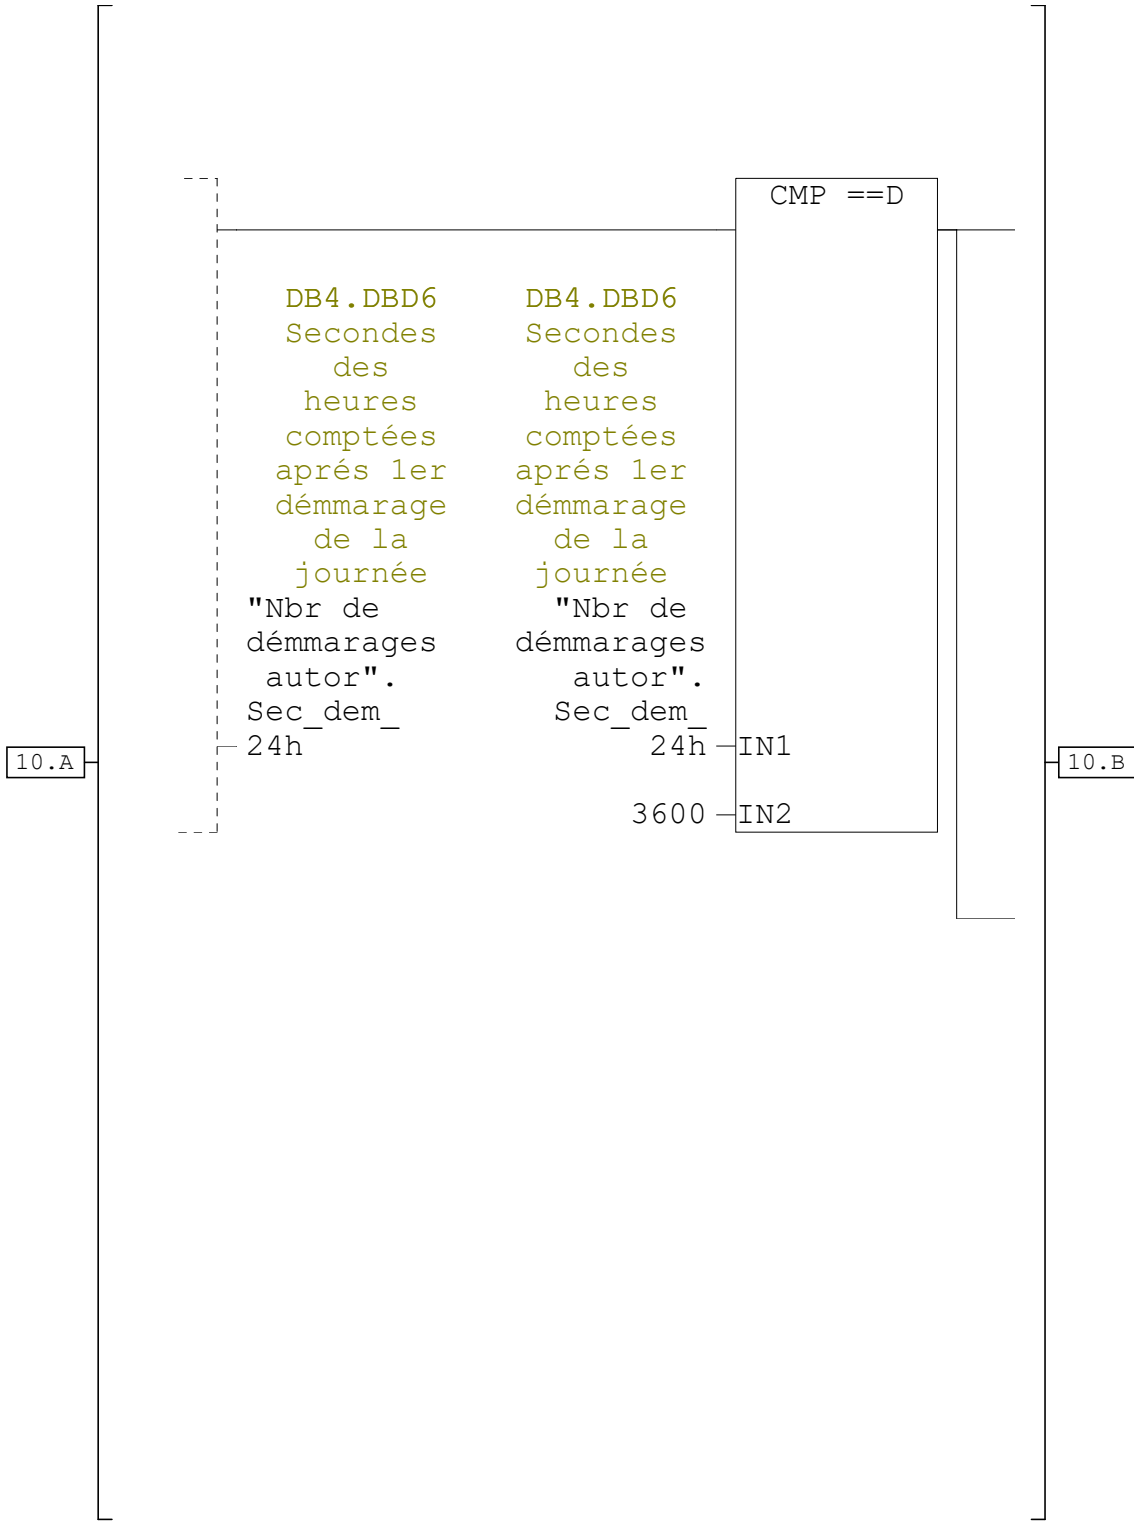 CMP ==D
DB4.DBD6
Secondes
des
heures
comptées
aprés 1er
démmarage
de la
journée
"Nbr de
démmarages
autor".
Sec_dem_
24h
DB4.DBD6
Secondes
des
heures
comptées
aprés 1er
démmarage
de la
journée
"Nbr de
démmarages
autor".
Sec_dem_
24h
IN1
3600
IN2
10.A
10.B